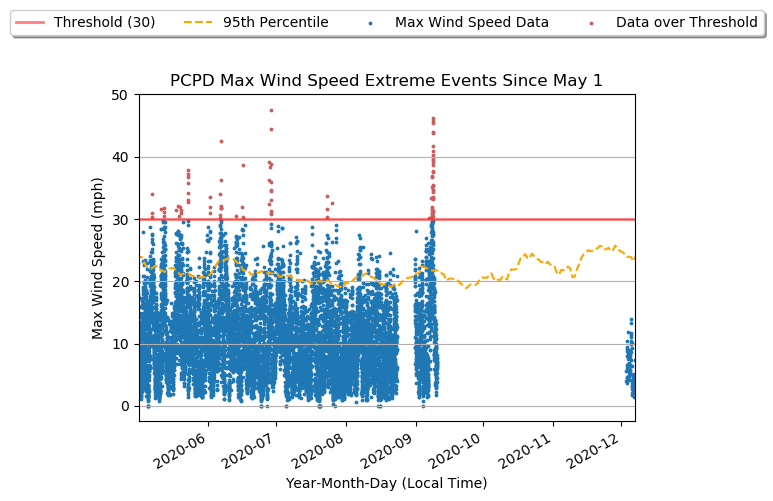 Threshold (30) 95th Percentile Max Wind Speed Data Data over Threshold
PCPD Max Wind Speed Extreme Events Since May 1
50
40
30
20
10
0
Max Wind Speed (mph)
2020-06 2020-07 2020-08 2020-09 2020-10 2020-11 2020-12
Year-Month-Day (Local Time)